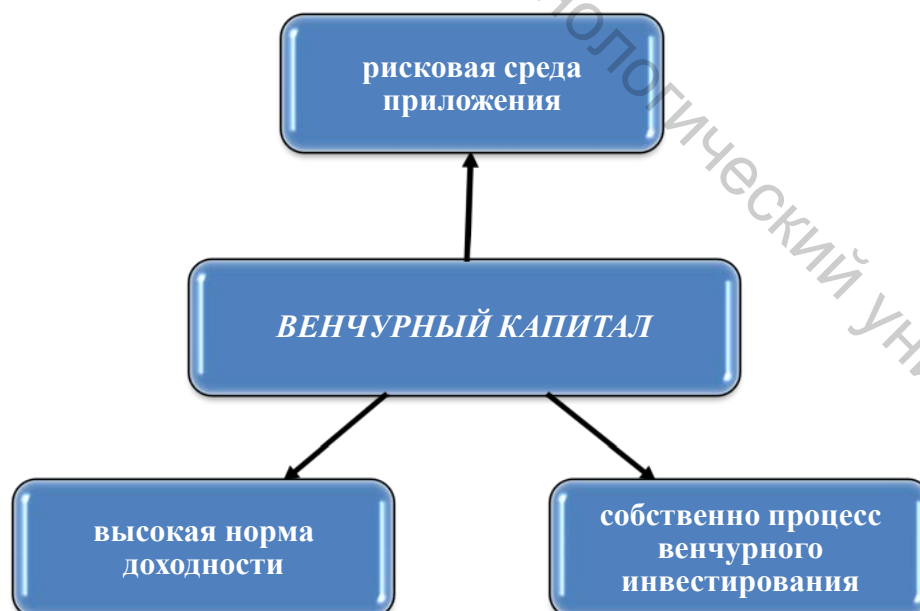 рисковая среда
приложения
ВЕНЧУРНЫЙ КАПИТАЛ
высокая норма
доходности
собственно процесс
венчурного
инвестирования